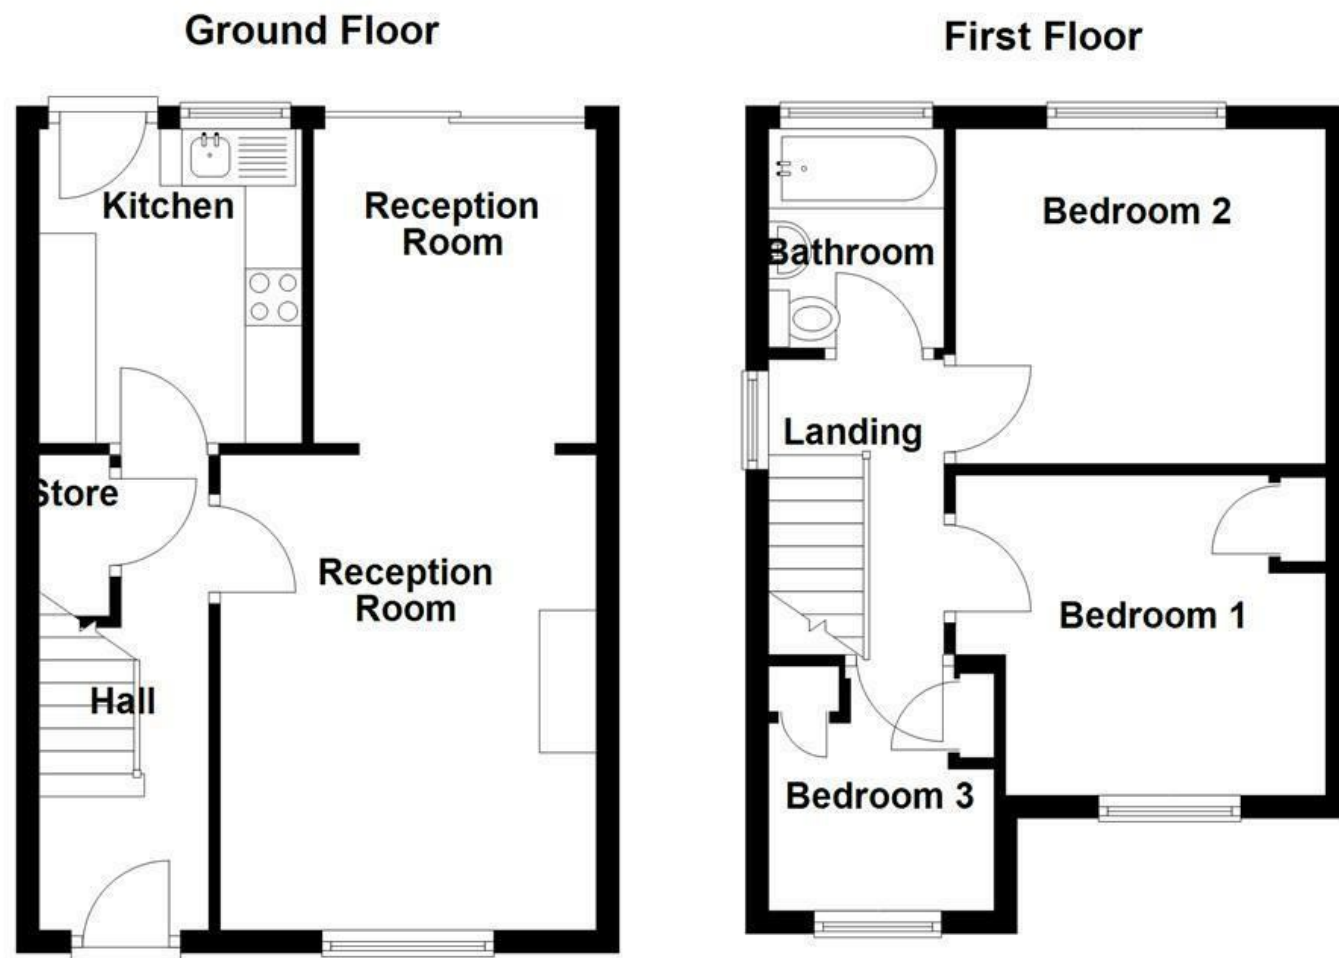 Ground Floor
Kitchen
Reception
Room
Store
Reception
Room
Hall
First Floor
Bedroom 2
Bathroom
Landing
Bedroom 1
Bedroom 3